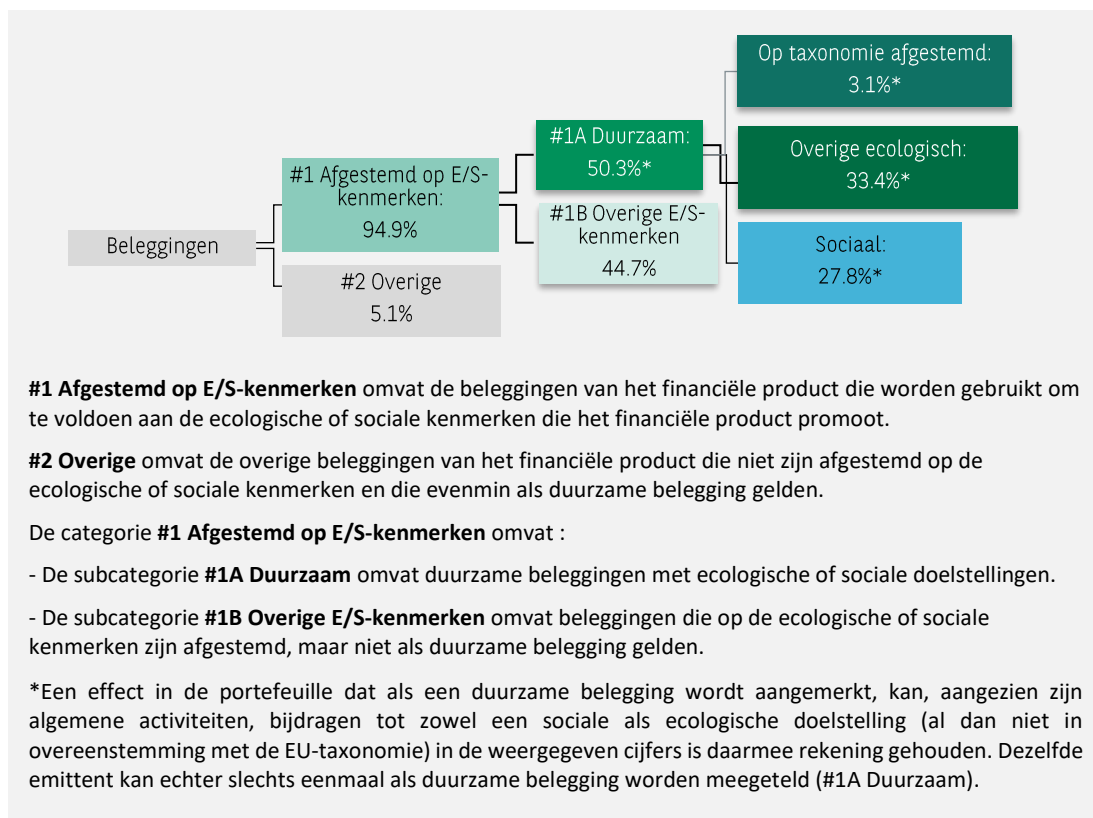 Beleggingen
#1 Afgestemd op E/S-
kenmerken:
94.9%
#2 Overige
5.1%
#1A Duurzaam:
50.3%*
#1B Overige E/S-
kenmerken
44.7%
Op taxonomie afgestemd:
3.1%*
Overige ecologisch:
33.4%*
Sociaal:
27.8%*
#1 Afgestemd op E/S-kenmerken omvat de beleggingen van het financiële product die worden gebruikt om
te voldoen aan de ecologische of sociale kenmerken die het financiële product promoot.
#2 Overige omvat de overige beleggingen van het financiële product die niet zijn afgestemd op de
ecologische of sociale kenmerken en die evenmin als duurzame belegging gelden.
De categorie #1 Afgestemd op E/S-kenmerken omvat :
- De subcategorie #1A Duurzaam omvat duurzame beleggingen met ecologische of sociale doelstellingen.
- De subcategorie #1B Overige E/S-kenmerken omvat beleggingen die op de ecologische of sociale
kenmerken zijn afgestemd, maar niet als duurzame belegging gelden.
*Een effect in de portefeuille dat als een duurzame belegging wordt aangemerkt, kan, aangezien zijn
algemene activiteiten, bijdragen tot zowel een sociale als ecologische doelstelling (al dan niet in
overeenstemming met de EU-taxonomie) in de weergegeven cijfers is daarmee rekening gehouden. Dezelfde
emittent kan echter slechts eenmaal als duurzame belegging worden meegeteld (#1A Duurzaam).